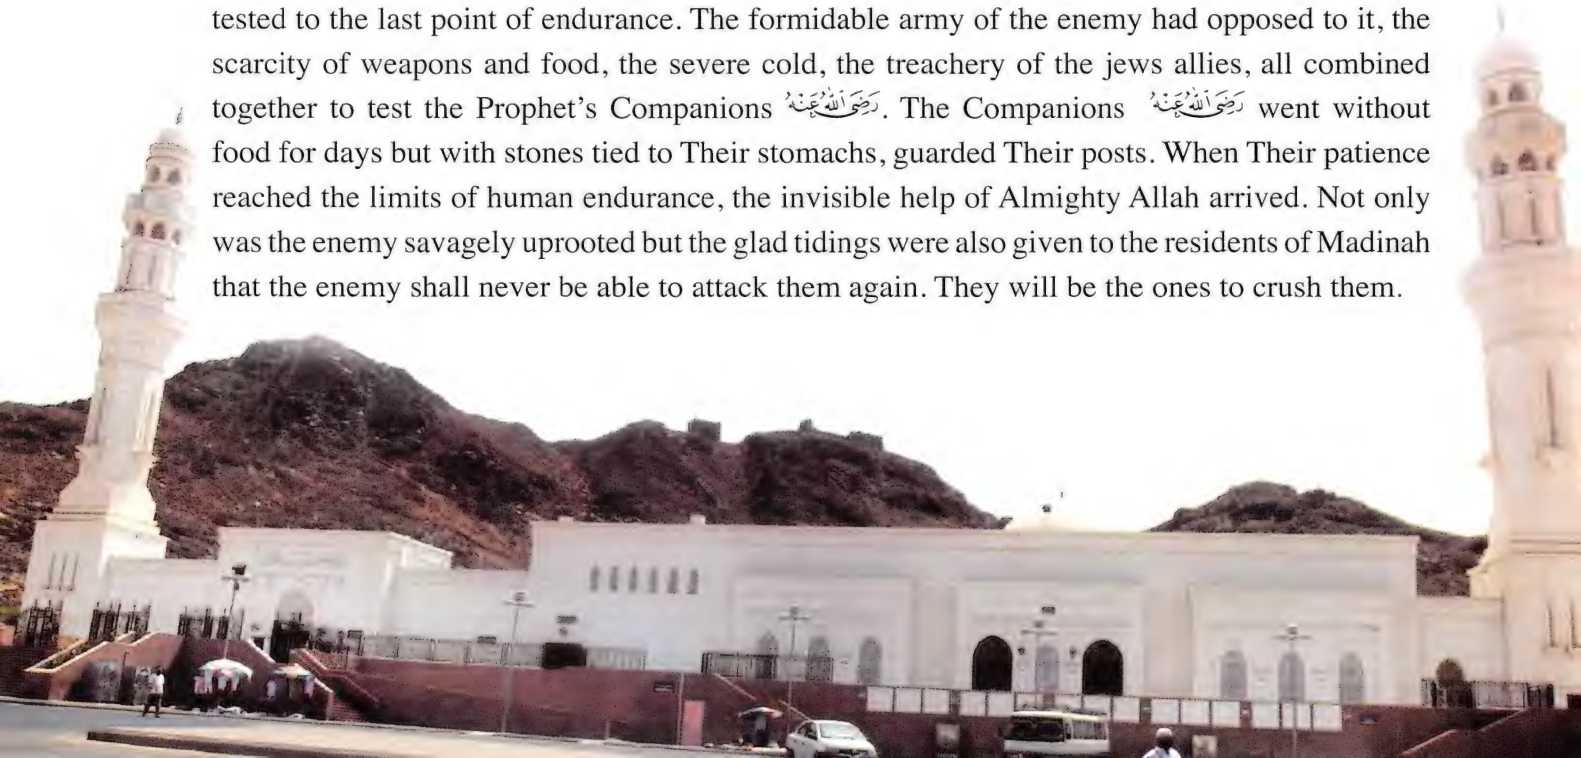 tested to the last point of endurance. The formidable army of the enemy had opposed to it, the
scarcity of weapons and food, the severe cold, the treachery of the jews allies, all combined
together to test the Prophet's Companions رَضِيَ اللهُ عَنْهُ. The Companions رَضِيَ اللهُ عَنْهُ went without
food for days but with stones tied to Their stomachs, guarded Their posts. When Their patience
reached the limits of human endurance, the invisible help of Almighty Allah arrived. Not only
was the enemy savagely uprooted but the glad tidings were also given to the residents of Madinah
that the enemy shall never be able to attack them again. They will be the ones to crush them.